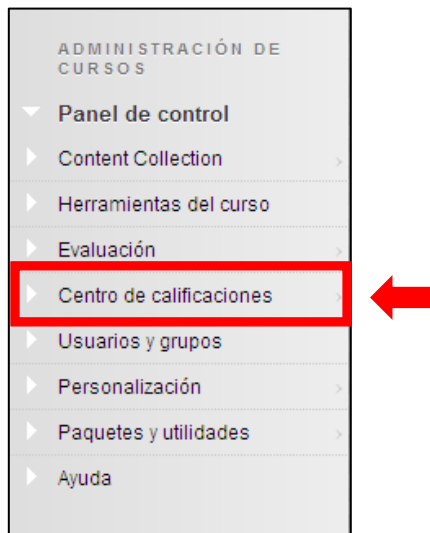 ADMINISTRACIÓN DE
CURSOS
Panel de control
Content Collection
Herramientas del curso
Evaluación
Centro de calificaciones
Usuarios y grupos
Personalización
Paquetes y utilidades
Ayuda